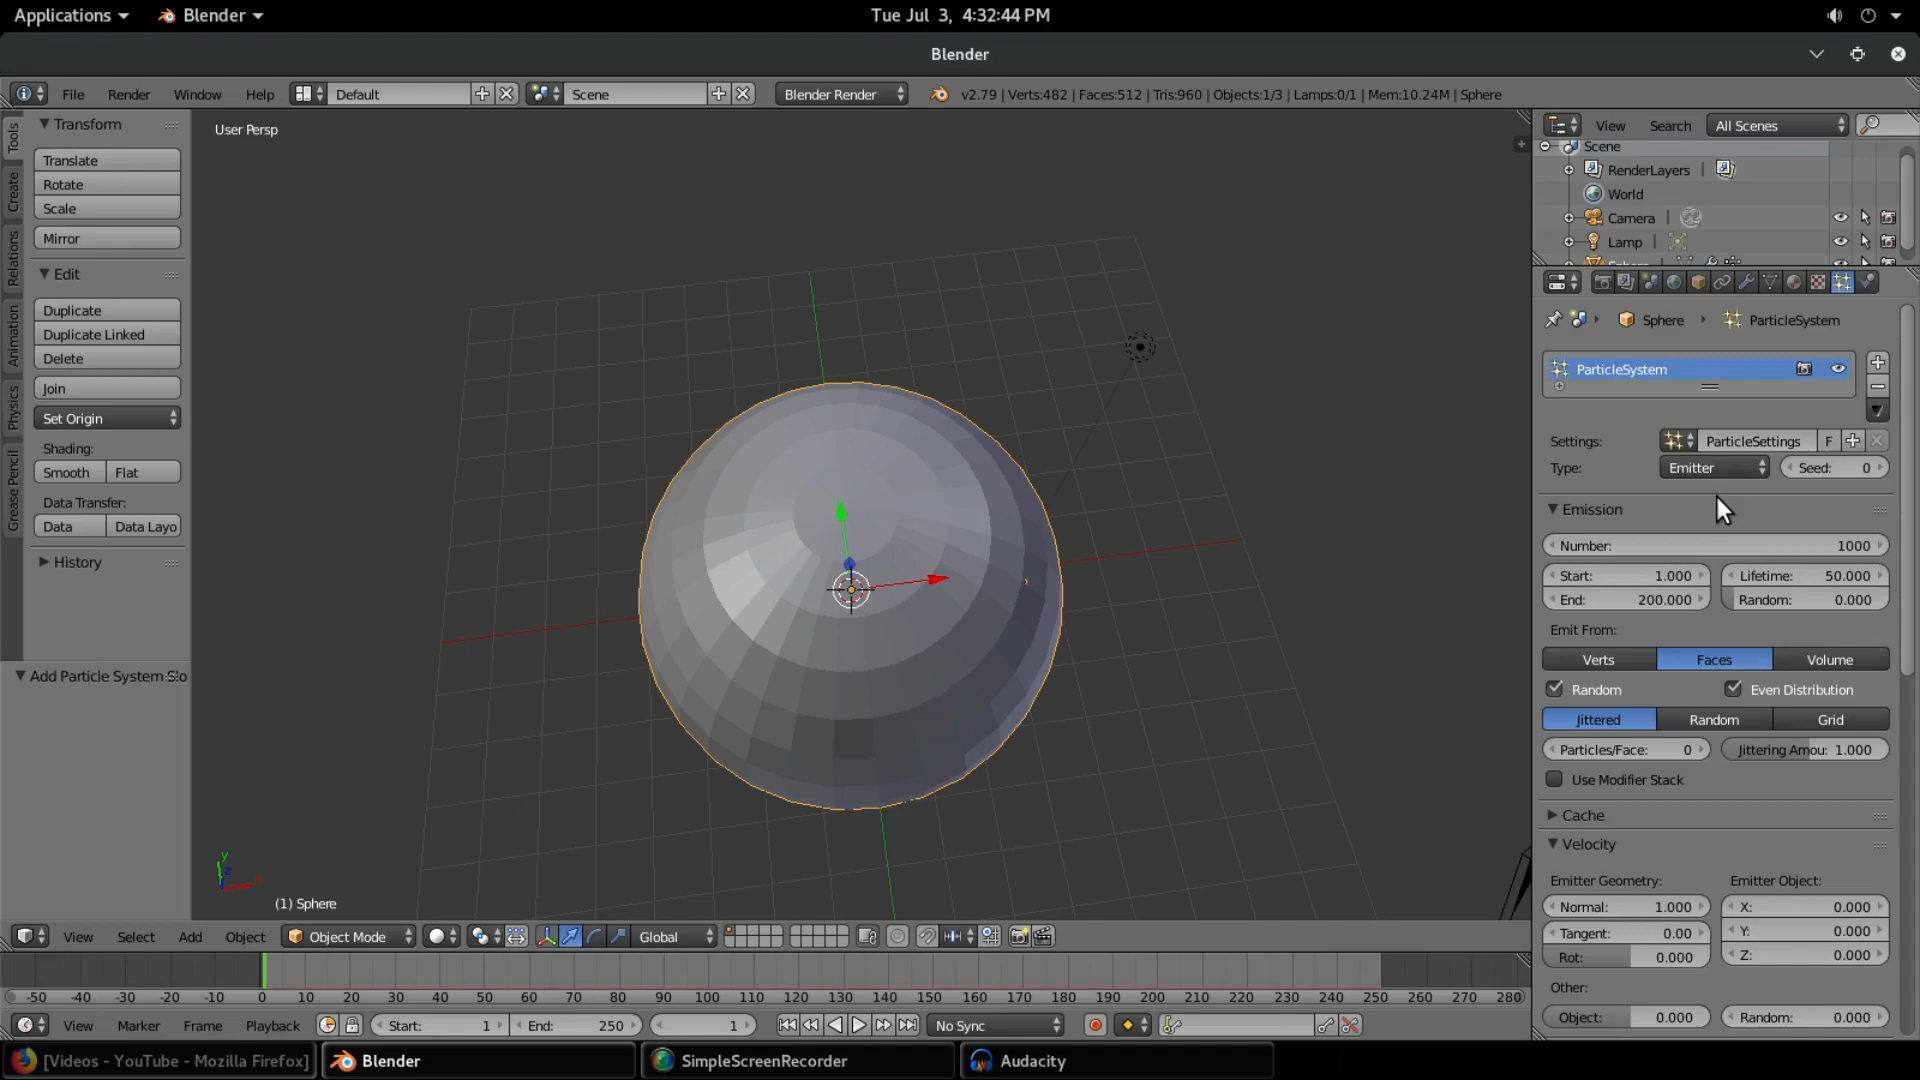 Applications Blender Tue Jul 3, 4:32:44 PM
Blender
File Render Window Help Default Scene Blender Render v2.79 | Verts:482 | Faces:512 | Tris:960 | Objects:1/3 | Lamps:0/1 | Mem:10.24M | Sphere
Tools
Create
Relations
Animation
Physics
Grease Pencil
Transform
Translate
Rotate
Scale
Mirror
Edit
Duplicate
Duplicate Linked
Delete
Join
Set Origin
Shading:
Smooth Flat
Data Transfer:
Data Data Layo
History
Add Particle System Slo
User Persp
y
z
x
(1) Sphere
View Search All Scenes
Scene
RenderLayers
World
Camera
Lamp
Sphere
Sphere ParticleSystem
ParticleSystem
Settings: ParticleSettings F
Type: Emitter Seed: 0
Emission
Number: 1000
Start: 1.000 Lifetime: 50.000
End: 200.000 Random: 0.000
Emit From:
Verts Faces Volume
Random Even Distribution
Jittered Random Grid
Particles/Face: 0 Jittering Amou: 1.000
Use Modifier Stack
Cache
Velocity
Emitter Geometry: Emitter Object:
Normal: 1.000 X: 0.000
Tangent: 0.00 Y: 0.000
Rot: 0.000 Z: 0.000
Other:
Object: 0.000 Random: 0.000
View Select Add Object Object Mode Global
-50 -40 -30 -20 -10 0 10 20 30 40 50 60 70 80 90 100 110 120 130 140 150 160 170 180 190 200 210 220 230 240 250 260 270 280
View Marker Frame Playback Start: 1 End: 250 1 No Sync
[Videos - YouTube - Mozilla Firefox] Blender SimpleScreenRecorder Audacity